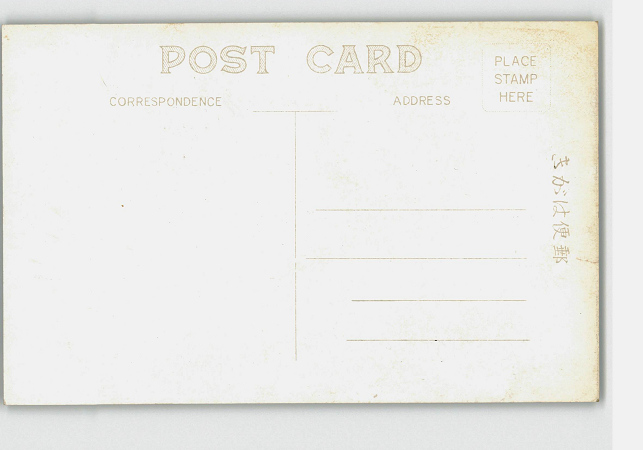 POST CARD
CORRESPONDENCE
ADDRESS
PLACE
STAMP
HERE
郵便はがき